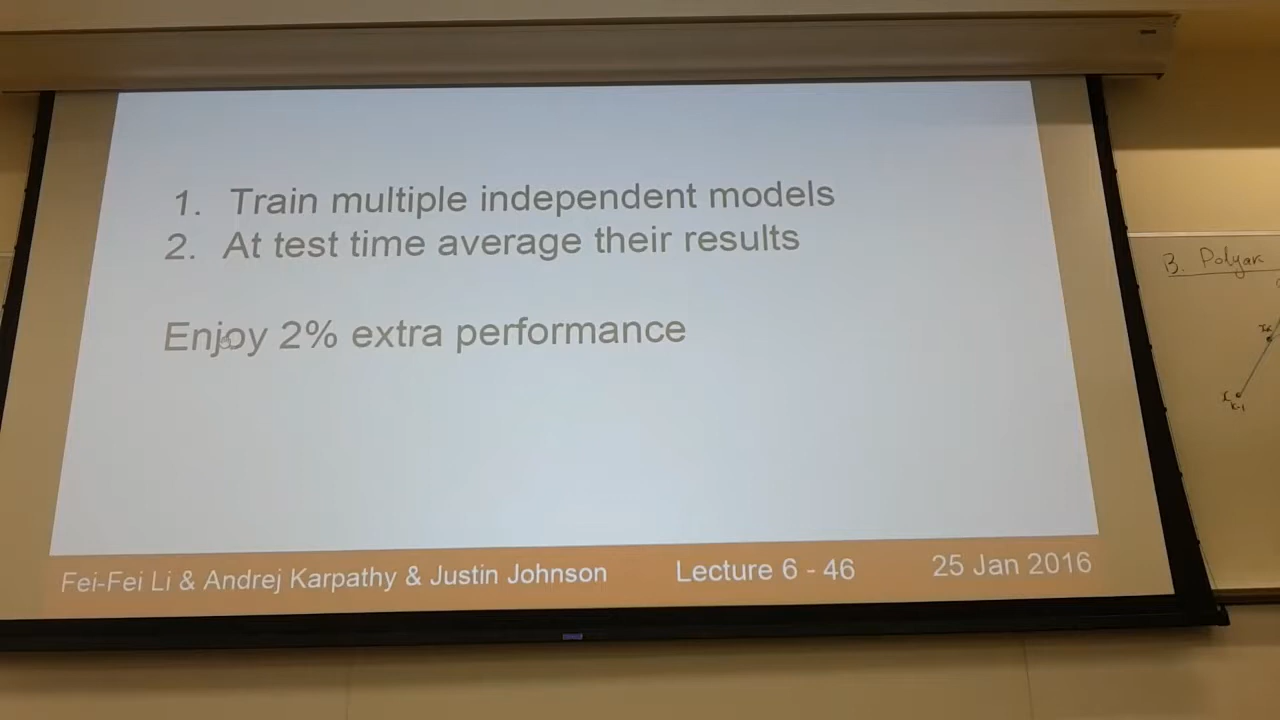 1. Train multiple independent models
2. At test time average their results
Enjoy 2% extra performance
Fei-Fei Li & Andrej Karpathy & Justin Johnson Lecture 6 - 46 25 Jan 2016
B. Polyak